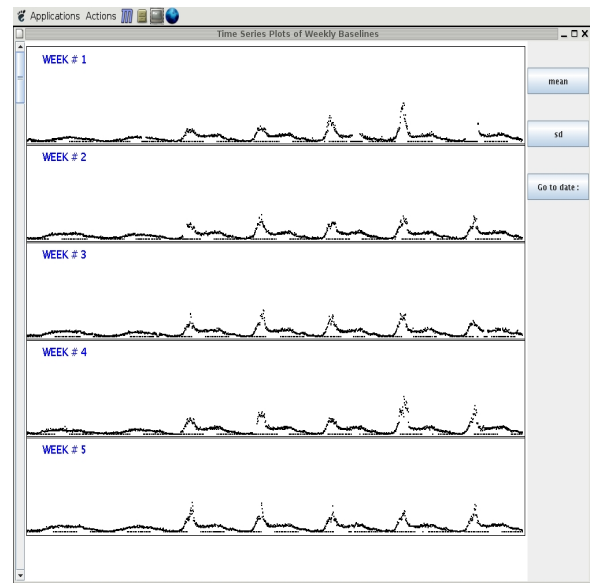 Applications Actions
Time Series Plots of Weekly Baselines
WEEK # 1
mean
sd
WEEK # 2
Go to date :
WEEK # 3
WEEK # 4
WEEK # 5